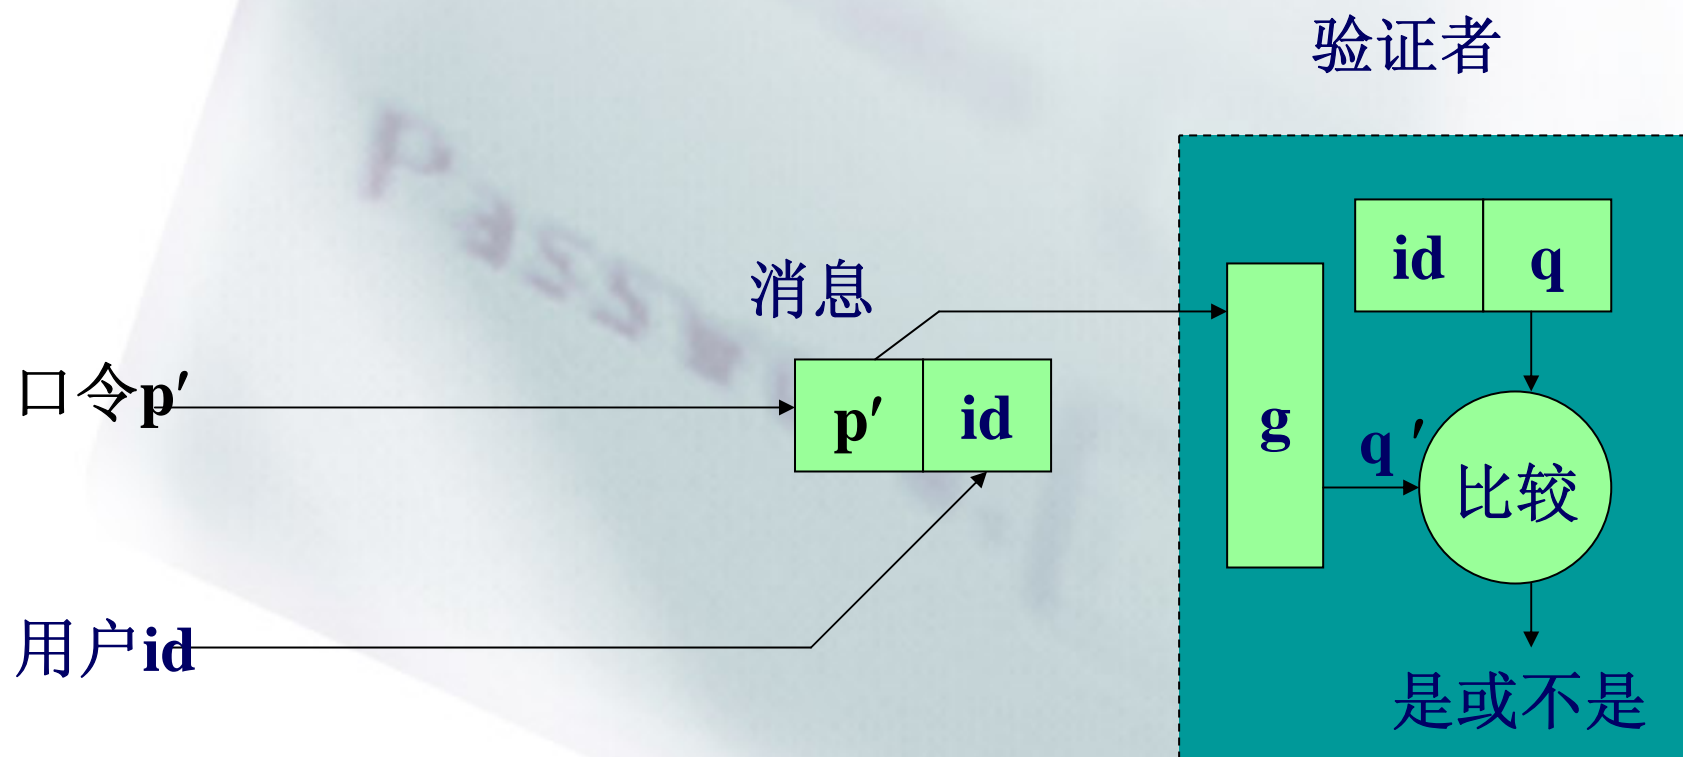 验证者
id q
消息
口令p′
p′ id
g
q′
比较
用户id
是或不是